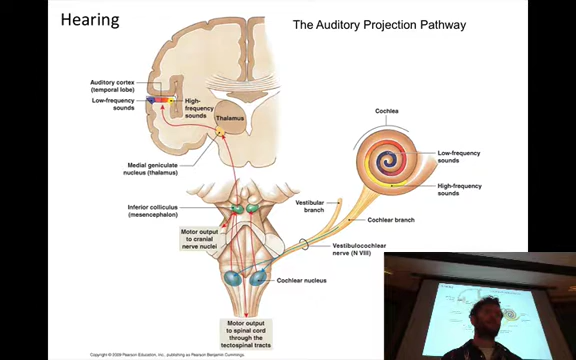 Hearing
The Auditory Projection Pathway
Auditory cortex
(temporal lobe)
Low-frequency
sounds
High-
frequency
sounds
Thalamus
Medial geniculate
nucleus (thalamus)
Cochlea
Low-frequency
sounds
High-frequency
sounds
Vestibular
branch
Cochlear branch
Inferior colliculus
(mesencephalon)
Motor output
to cranial
nerve nuclei
Vestibulocochlear
nerve (N VIII)
Cochlear nucleus
Motor output
to spinal cord
through the
tectospinal tracts
Copyright © 2009 Pearson Education, Inc., publishing as Pearson Benjamin Cummings.